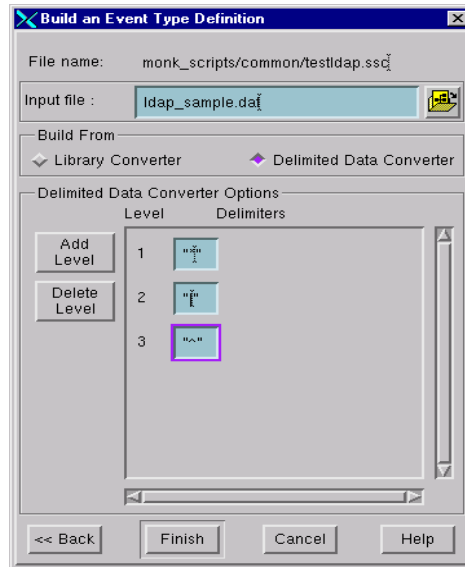 Build an Event Type Definition
File name: monk_scripts/common/testldap.ssc
Input file : ldap_sample.dat
Build From
Library Converter Delimited Data Converter
Delimited Data Converter Options
Level Delimiters
Add Level
1
Delete Level
2
3 "^"
<< Back Finish Cancel Help